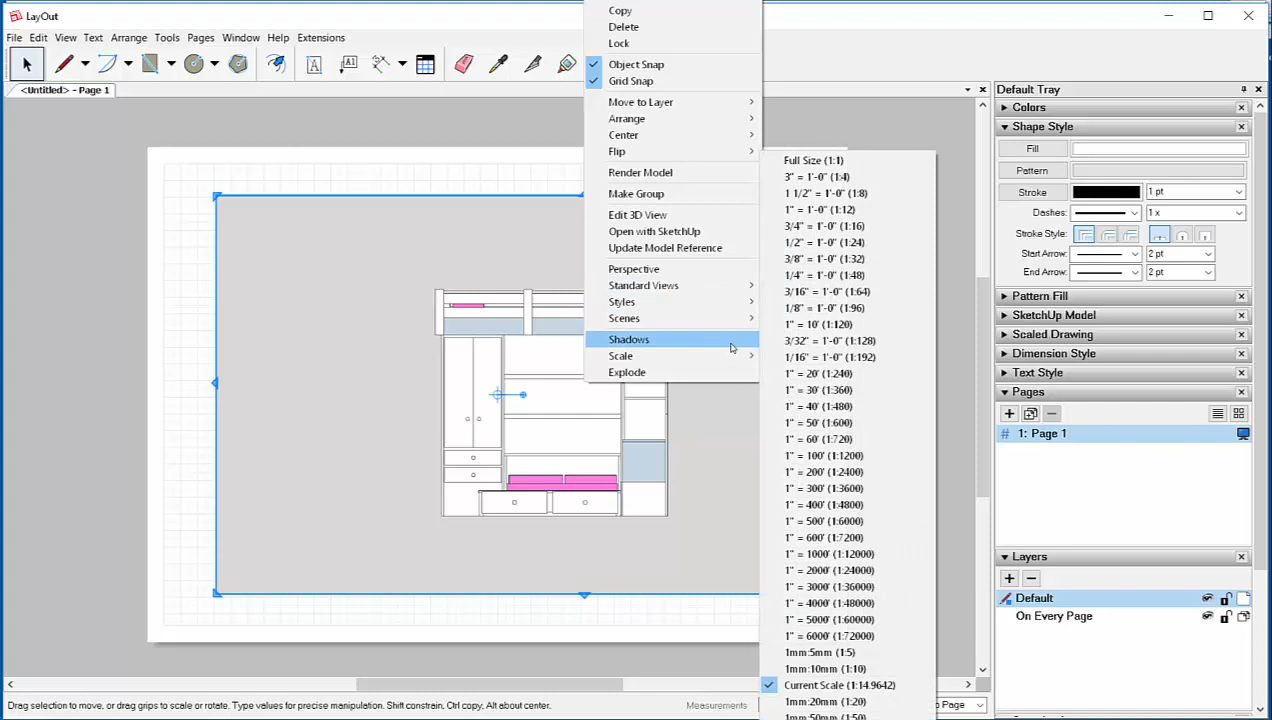 LayOut
File Edit View Text Arrange Tools Pages Window Help Extensions
<Untitled> - Page 1
Copy
Delete
Lock
Object Snap
Grid Snap
Move to Layer
Arrange
Center
Flip
Render Model
Make Group
Edit 3D View
Open with SketchUp
Update Model Reference
Perspective
Standard Views
Styles
Scenes
Shadows
Scale
Explode
Full Size (1:1)
3" = 1'-0" (1:4)
1 1/2" = 1'-0" (1:8)
1" = 1'-0" (1:12)
3/4" = 1'-0" (1:16)
1/2" = 1'-0" (1:24)
3/8" = 1'-0" (1:32)
1/4" = 1'-0" (1:48)
3/16" = 1'-0" (1:64)
1/8" = 1'-0" (1:96)
1" = 10' (1:120)
3/32" = 1'-0" (1:128)
1/16" = 1'-0" (1:192)
1" = 20' (1:240)
1" = 30' (1:360)
1" = 40' (1:480)
1" = 50' (1:600)
1" = 60' (1:720)
1" = 100' (1:1200)
1" = 200' (1:2400)
1" = 300' (1:3600)
1" = 400' (1:4800)
1" = 500' (1:6000)
1" = 600' (1:7200)
1" = 1000' (1:12000)
1" = 2000' (1:24000)
1" = 3000' (1:36000)
1" = 4000' (1:48000)
1" = 5000' (1:60000)
1" = 6000' (1:72000)
1mm:5mm (1:5)
1mm:10mm (1:10)
Current Scale (1:14.9642)
1mm:20mm (1:20)
1mm:50mm (1:50)
Default Tray
Colors
Shape Style
Fill
Pattern
Stroke 1 pt
Dashes: 1 x
Stroke Style:
Start Arrow: 2 pt
End Arrow: 2 pt
Pattern Fill
SketchUp Model
Scaled Drawing
Dimension Style
Text Style
Pages
# 1: Page 1
Layers
Default
On Every Page
Drag selection to move, or drag grips to scale or rotate. Type values for precise manipulation. Shift constrain, Ctrl copy, Alt about center.
Measurements
Page